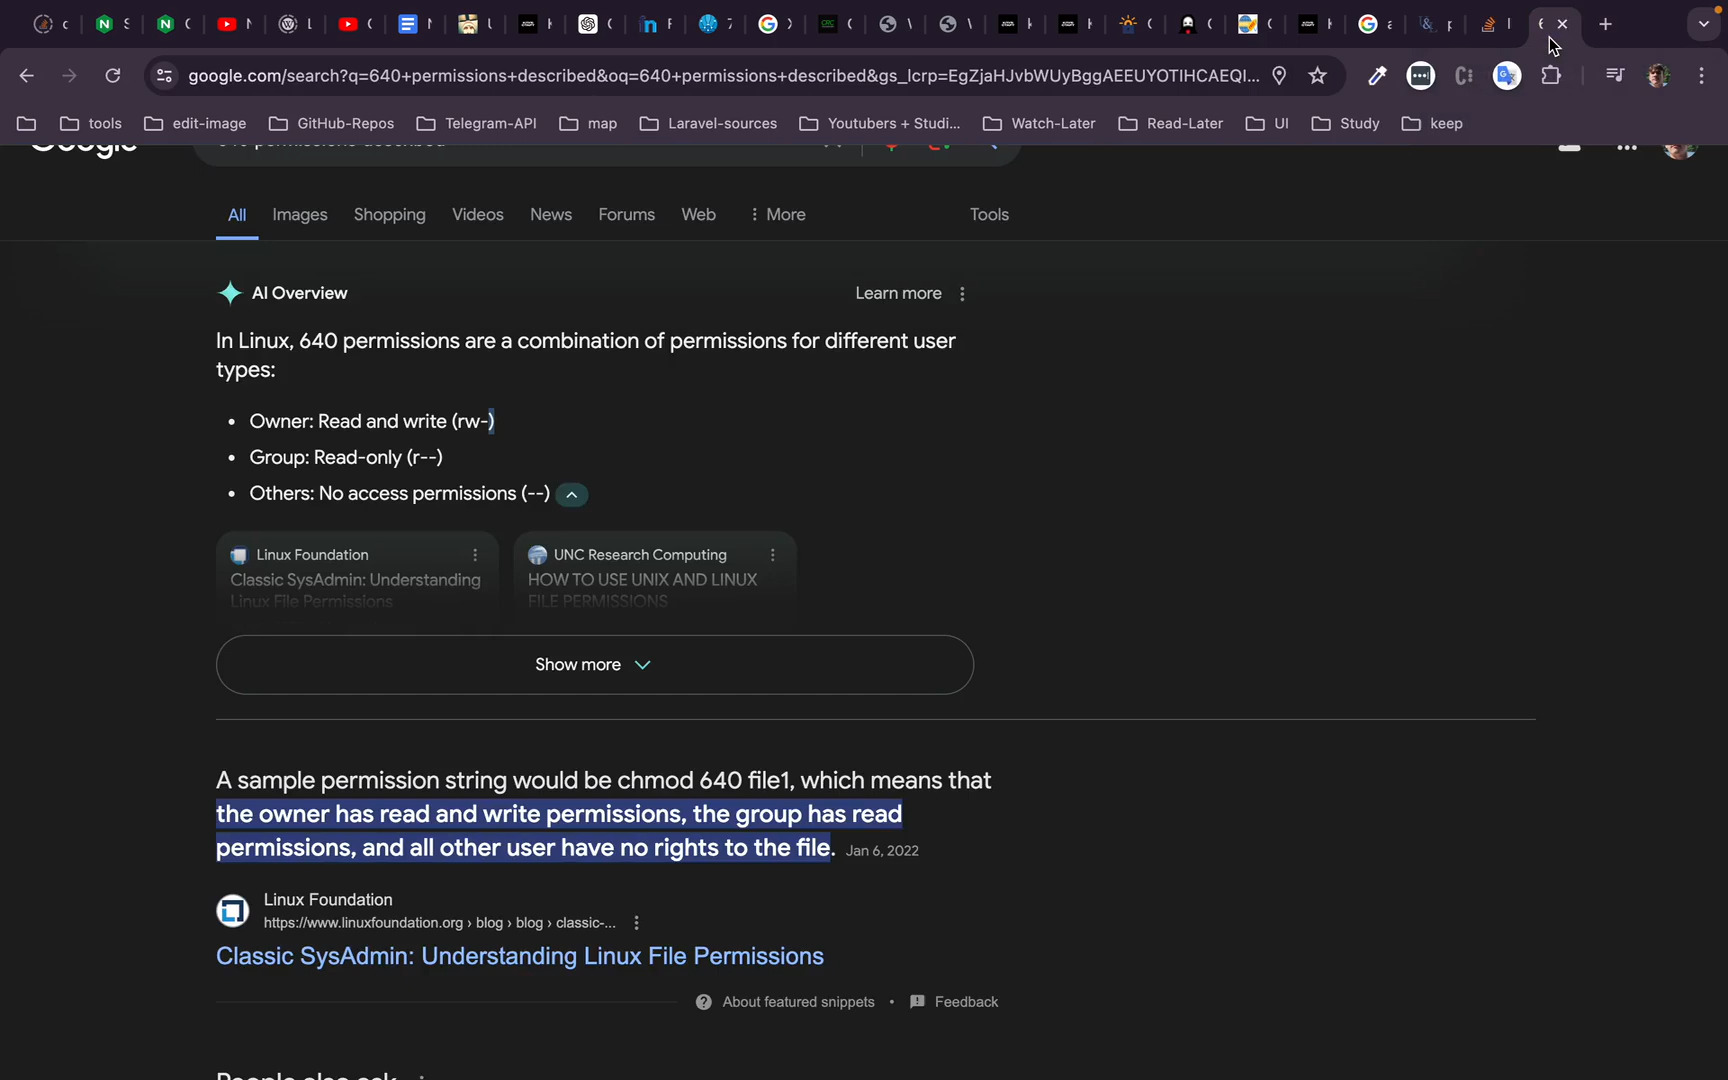 google.com/search?q=640+permissions+described&oq=640+permissions+described&gs_lcrp=EgZjaHJvbWUyBggAEEUYOTIHCAEQI...
tools
edit-image
GitHub-Repos
Telegram-API
map
Laravel-sources
Youtubers + Studi...
Watch-Later
Read-Later
UI
Study
keep
Google
640 permissions described
All Images Shopping Videos News Forums Web More Tools
AI Overview
Learn more
In Linux, 640 permissions are a combination of permissions for different user
types:
• Owner: Read and write (rw-)
• Group: Read-only (r--)
• Others: No access permissions (--)
Linux Foundation
Classic SysAdmin: Understanding
Linux File Permissions
UNC Research Computing
HOW TO USE UNIX AND LINUX
FILE PERMISSIONS
Show more
A sample permission string would be chmod 640 file1, which means that
the owner has read and write permissions, the group has read
permissions, and all other user have no rights to the file. Jan 6, 2022
Linux Foundation
https://www.linuxfoundation.org › blog › blog › classic-...
Classic SysAdmin: Understanding Linux File Permissions
About featured snippets • Feedback
People also ask